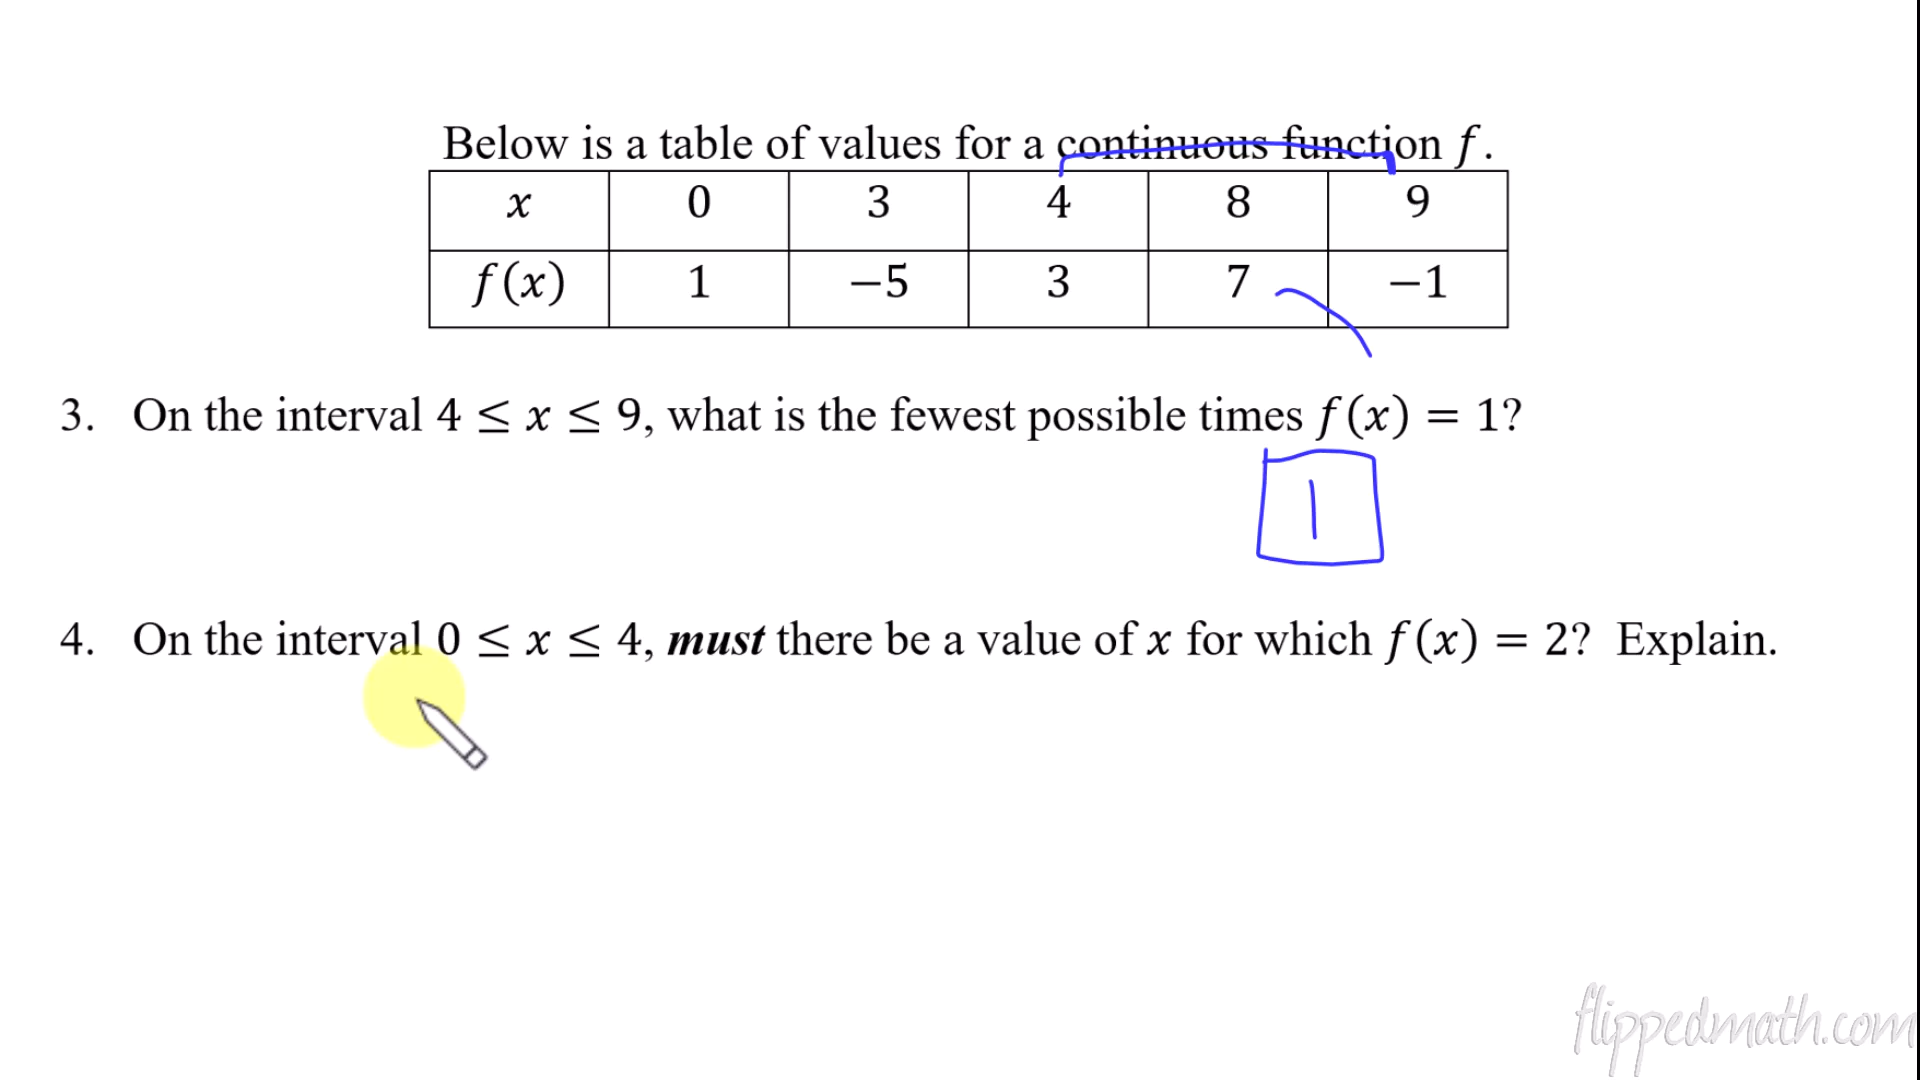 Below is a table of values for a continuous function f.
x 0 3 4 8 9
f(x) 1 −5 3 7 −1
3. On the interval 4 ≤ x ≤ 9, what is the fewest possible times f(x) = 1?
1
4. On the interval 0 ≤ x ≤ 4, must there be a value of x for which f(x) = 2? Explain.
flippedmath.com